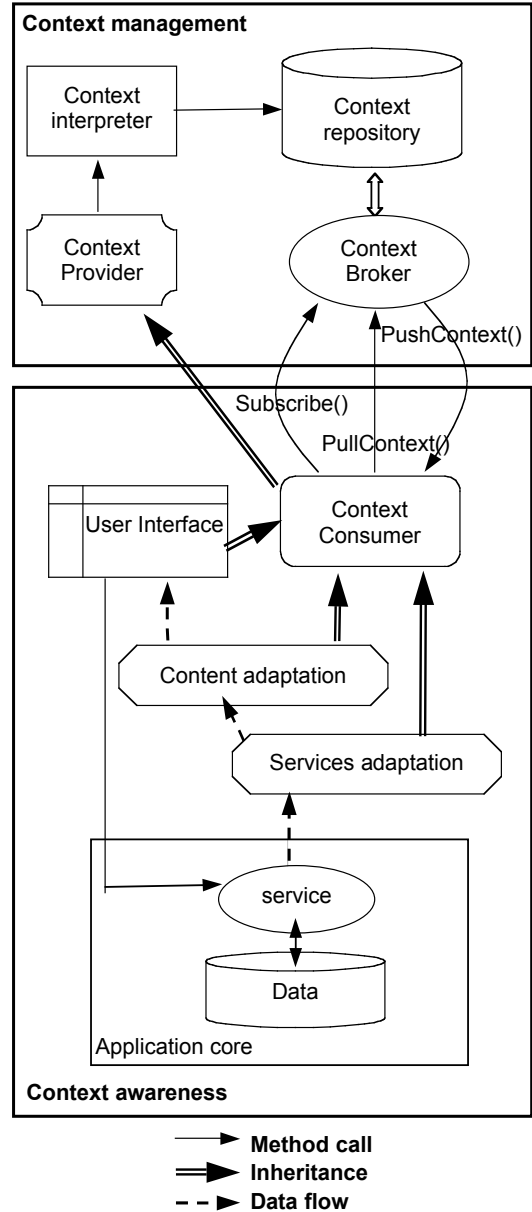 Context management
Context
interpreter
Context
repository
Context
Provider
Context
Broker
PushContext()
Subscribe()
PullContext()
User Interface
Context
Consumer
Content adaptation
Services adaptation
service
Data
Application core
Context awareness
Method call
Inheritance
Data flow